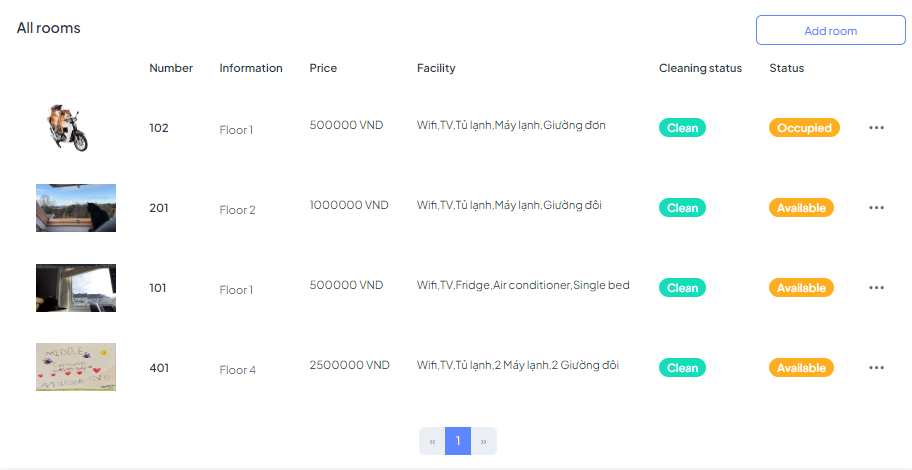 All rooms
Add room
Number Information Price Facility Cleaning status Status
102 Floor 1 500000 VND Wifi,TV,Tủ lạnh,Máy lạnh,Giường đơn Clean Occupied
201 Floor 2 1000000 VND Wifi,TV,Tủ lạnh,Máy lạnh,Giường đôi Clean Available
101 Floor 1 500000 VND Wifi,TV,Fridge,Air conditioner,Single bed Clean Available
MIDDLE
401 Floor 4 2500000 VND Wifi,TV,Tủ lạnh,2 Máy lạnh,2 Giường đôi Clean Available
« 1 »